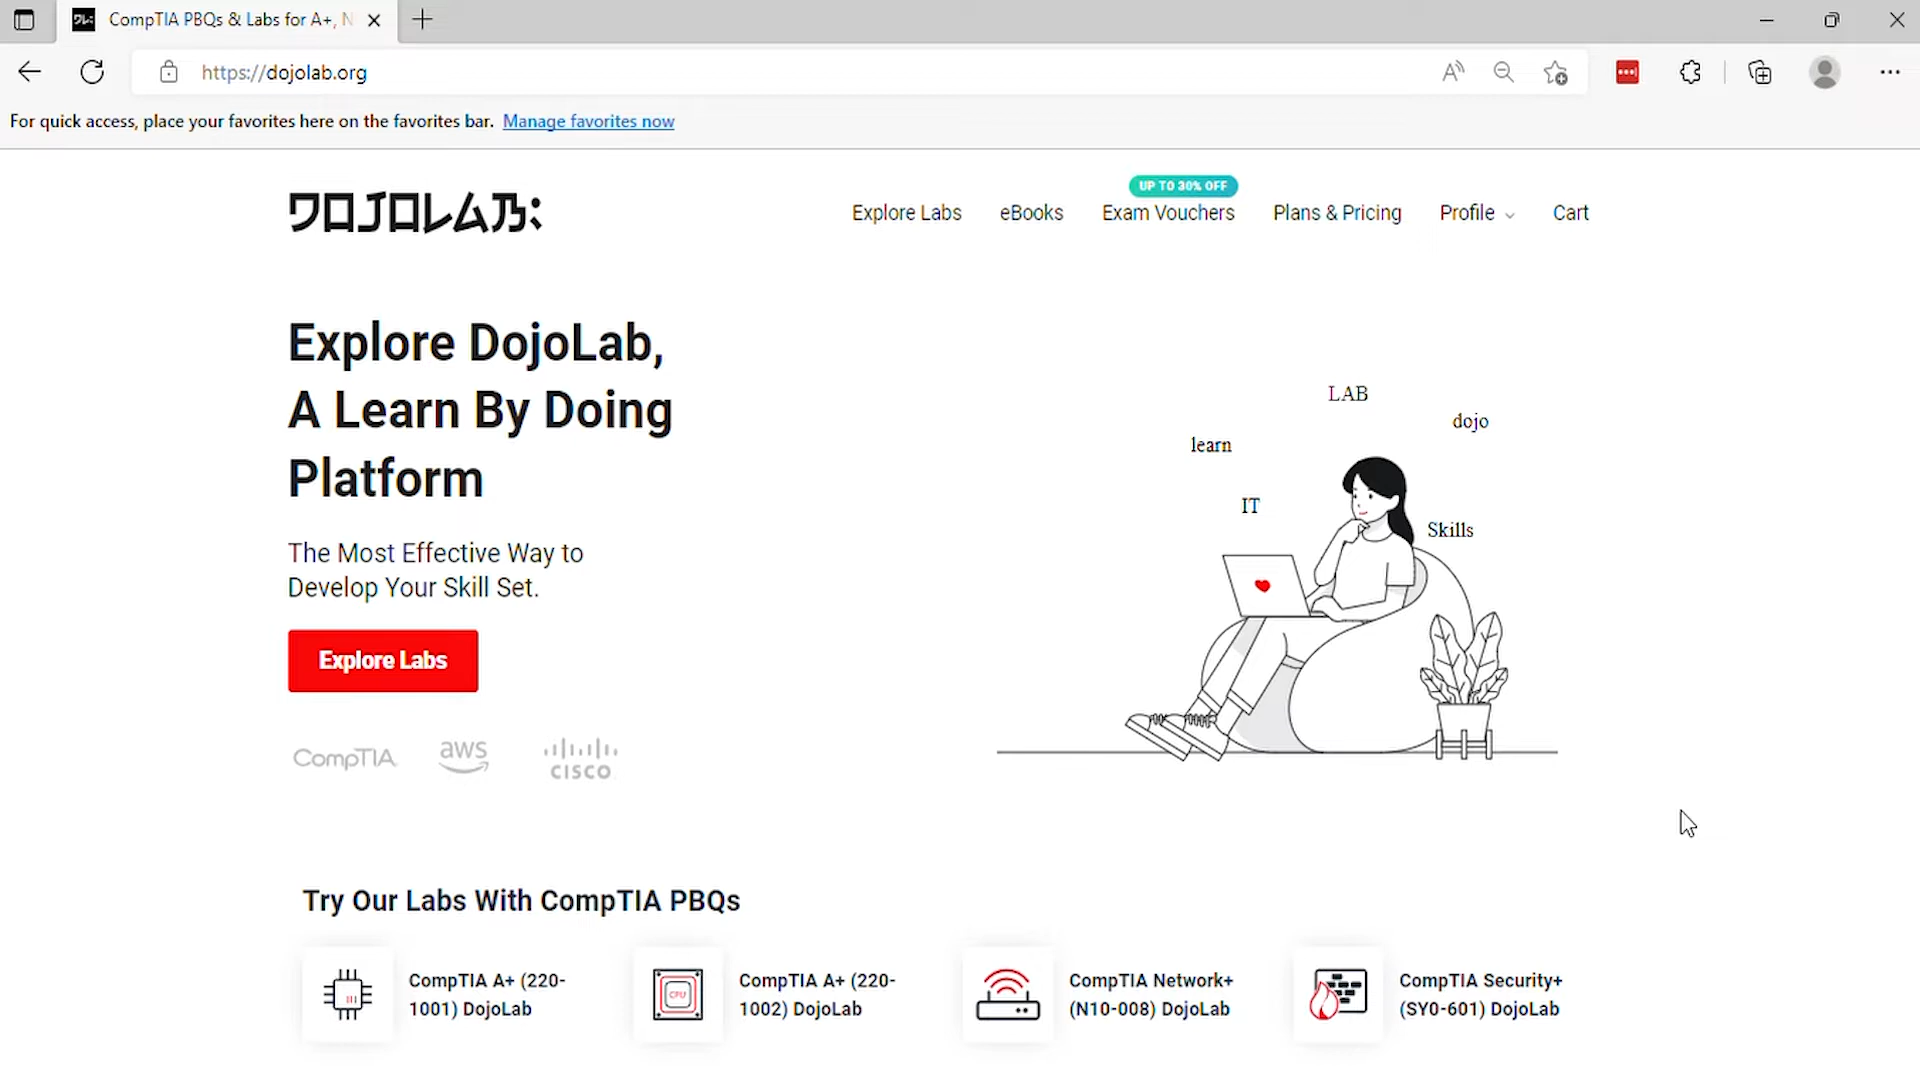 CompTIA PBQs & Labs for A+, N
https://dojolab.org
For quick access, place your favorites here on the favorites bar. Manage favorites now
DOJOLAB:
UP TO 30% OFF
Explore Labs eBooks Exam Vouchers Plans & Pricing Profile Cart
Explore DojoLab,
A Learn By Doing
Platform
The Most Effective Way to
Develop Your Skill Set.
Explore Labs
CompTIA aws CISCO
LAB
dojo
learn
IT
Skills
Try Our Labs With CompTIA PBQs
CompTIA A+ (220-
1001) DojoLab
CPU
CompTIA A+ (220-
1002) DojoLab
CompTIA Network+
(N10-008) DojoLab
CompTIA Security+
(SY0-601) DojoLab